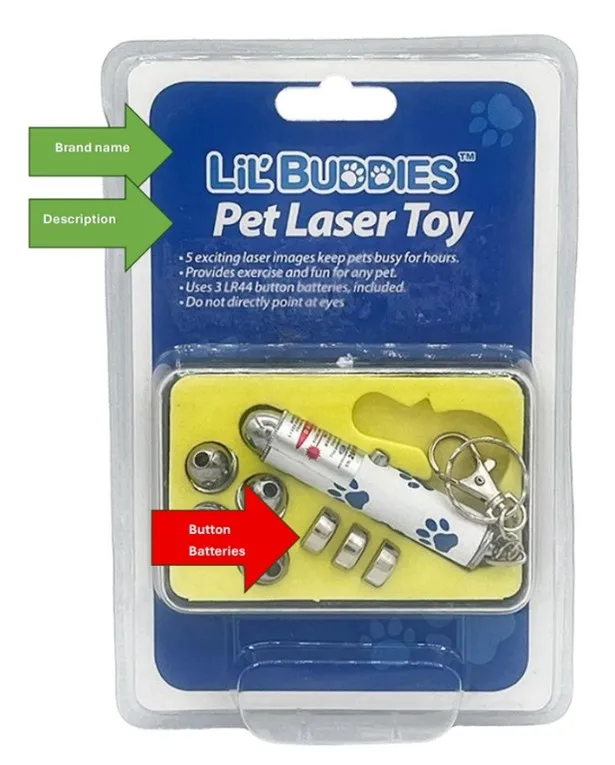 Brand name
LIL' BUDDIES™
Description
Pet Laser Toy
• 5 exciting laser images keep pets busy for hours.
• Provides exercise and fun for any pet.
• Uses 3 LR44 button batteries, included
• Do not directly point at eyes
Button
Batteries